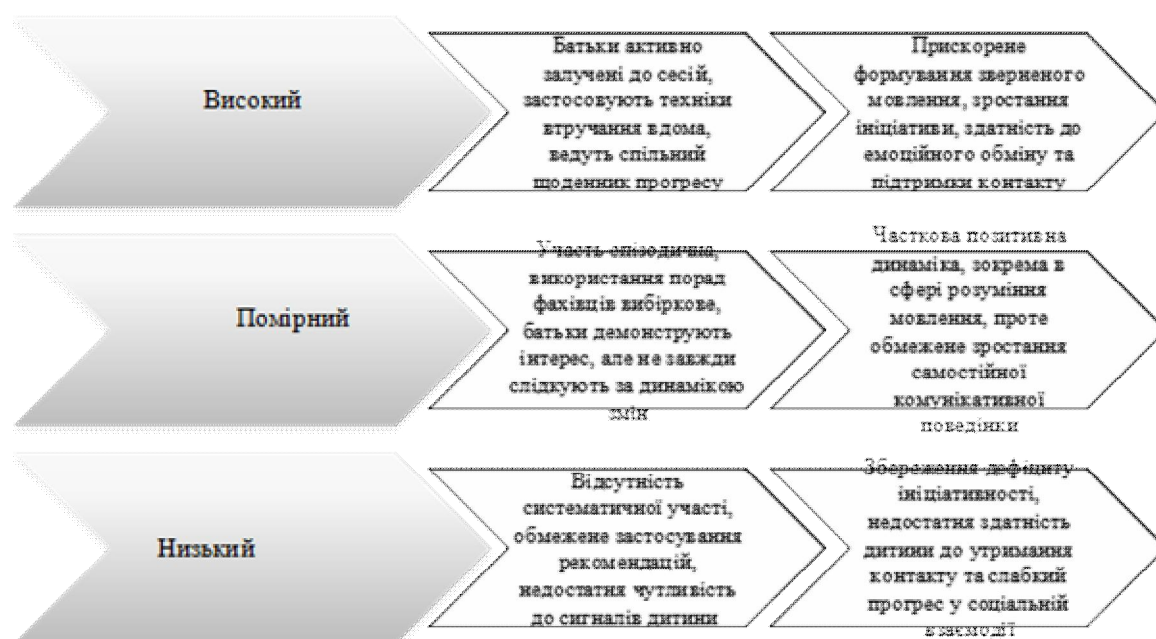 Високий
Батьки активно
залучені до сесій,
застосовують техніки
втручання вдома,
ведуть спільний
щоденник прогресу
Прискорене
формування зверненого
мовлення, зростання
ініціативи, здатність до
емоційного обміну та
підтримки контакту
Помірний
Участь епізодична,
використання порад
фахівців вибіркове,
батьки демонструють
інтерес, але не завжди
слідкують за динамікою
змін
Часткова позитивна
динаміка, зокрема в
сфері розуміння
мовлення, проте
обмежене зростання
самостійної
комунікативної
поведінки
Низький
Відсутність
систематичної участі,
обмежене застосування
рекомендацій,
недостатня чутливість
до сигналів дитини
Збереження дефіциту
ініціативності,
недостатня здатність
дитини до утримання
контакту та слабкий
прогрес у соціальній
взаємодії